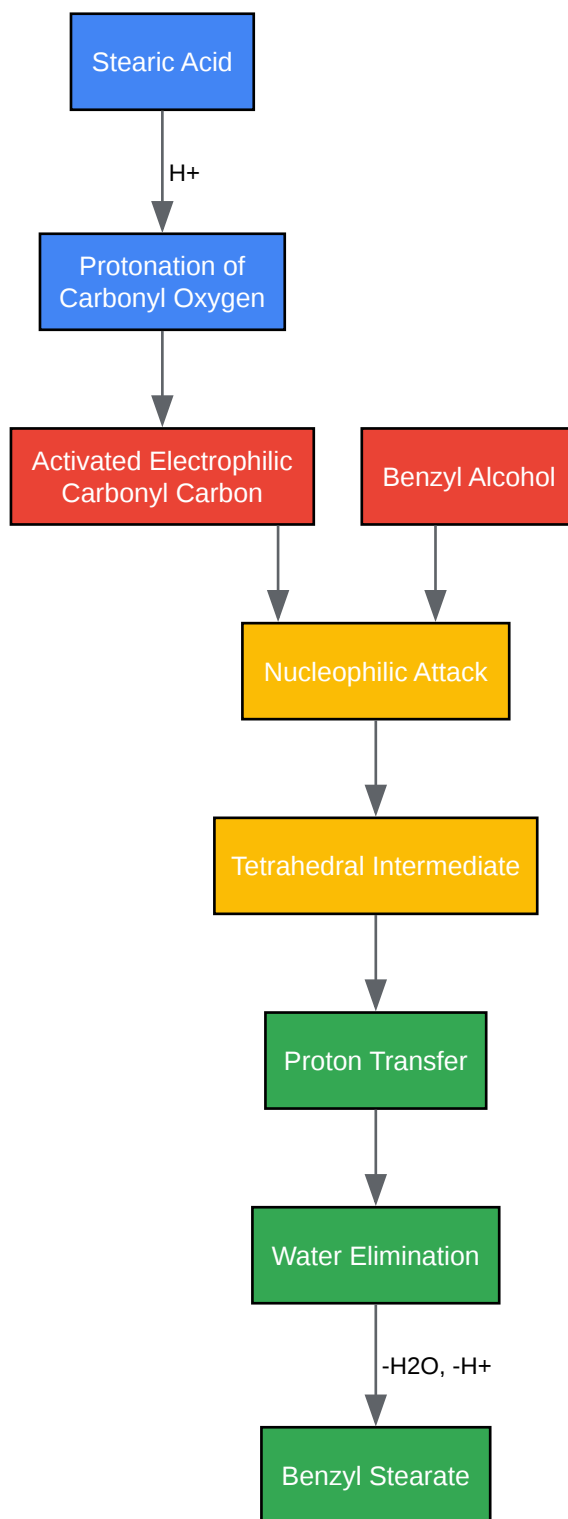 Stearic Acid
H+
Protonation of
Carbonyl Oxygen
Activated Electrophilic
Carbonyl Carbon
Benzyl Alcohol
Nucleophilic Attack
Tetrahedral Intermediate
Proton Transfer
Water Elimination
-H2O, -H+
Benzyl Stearate